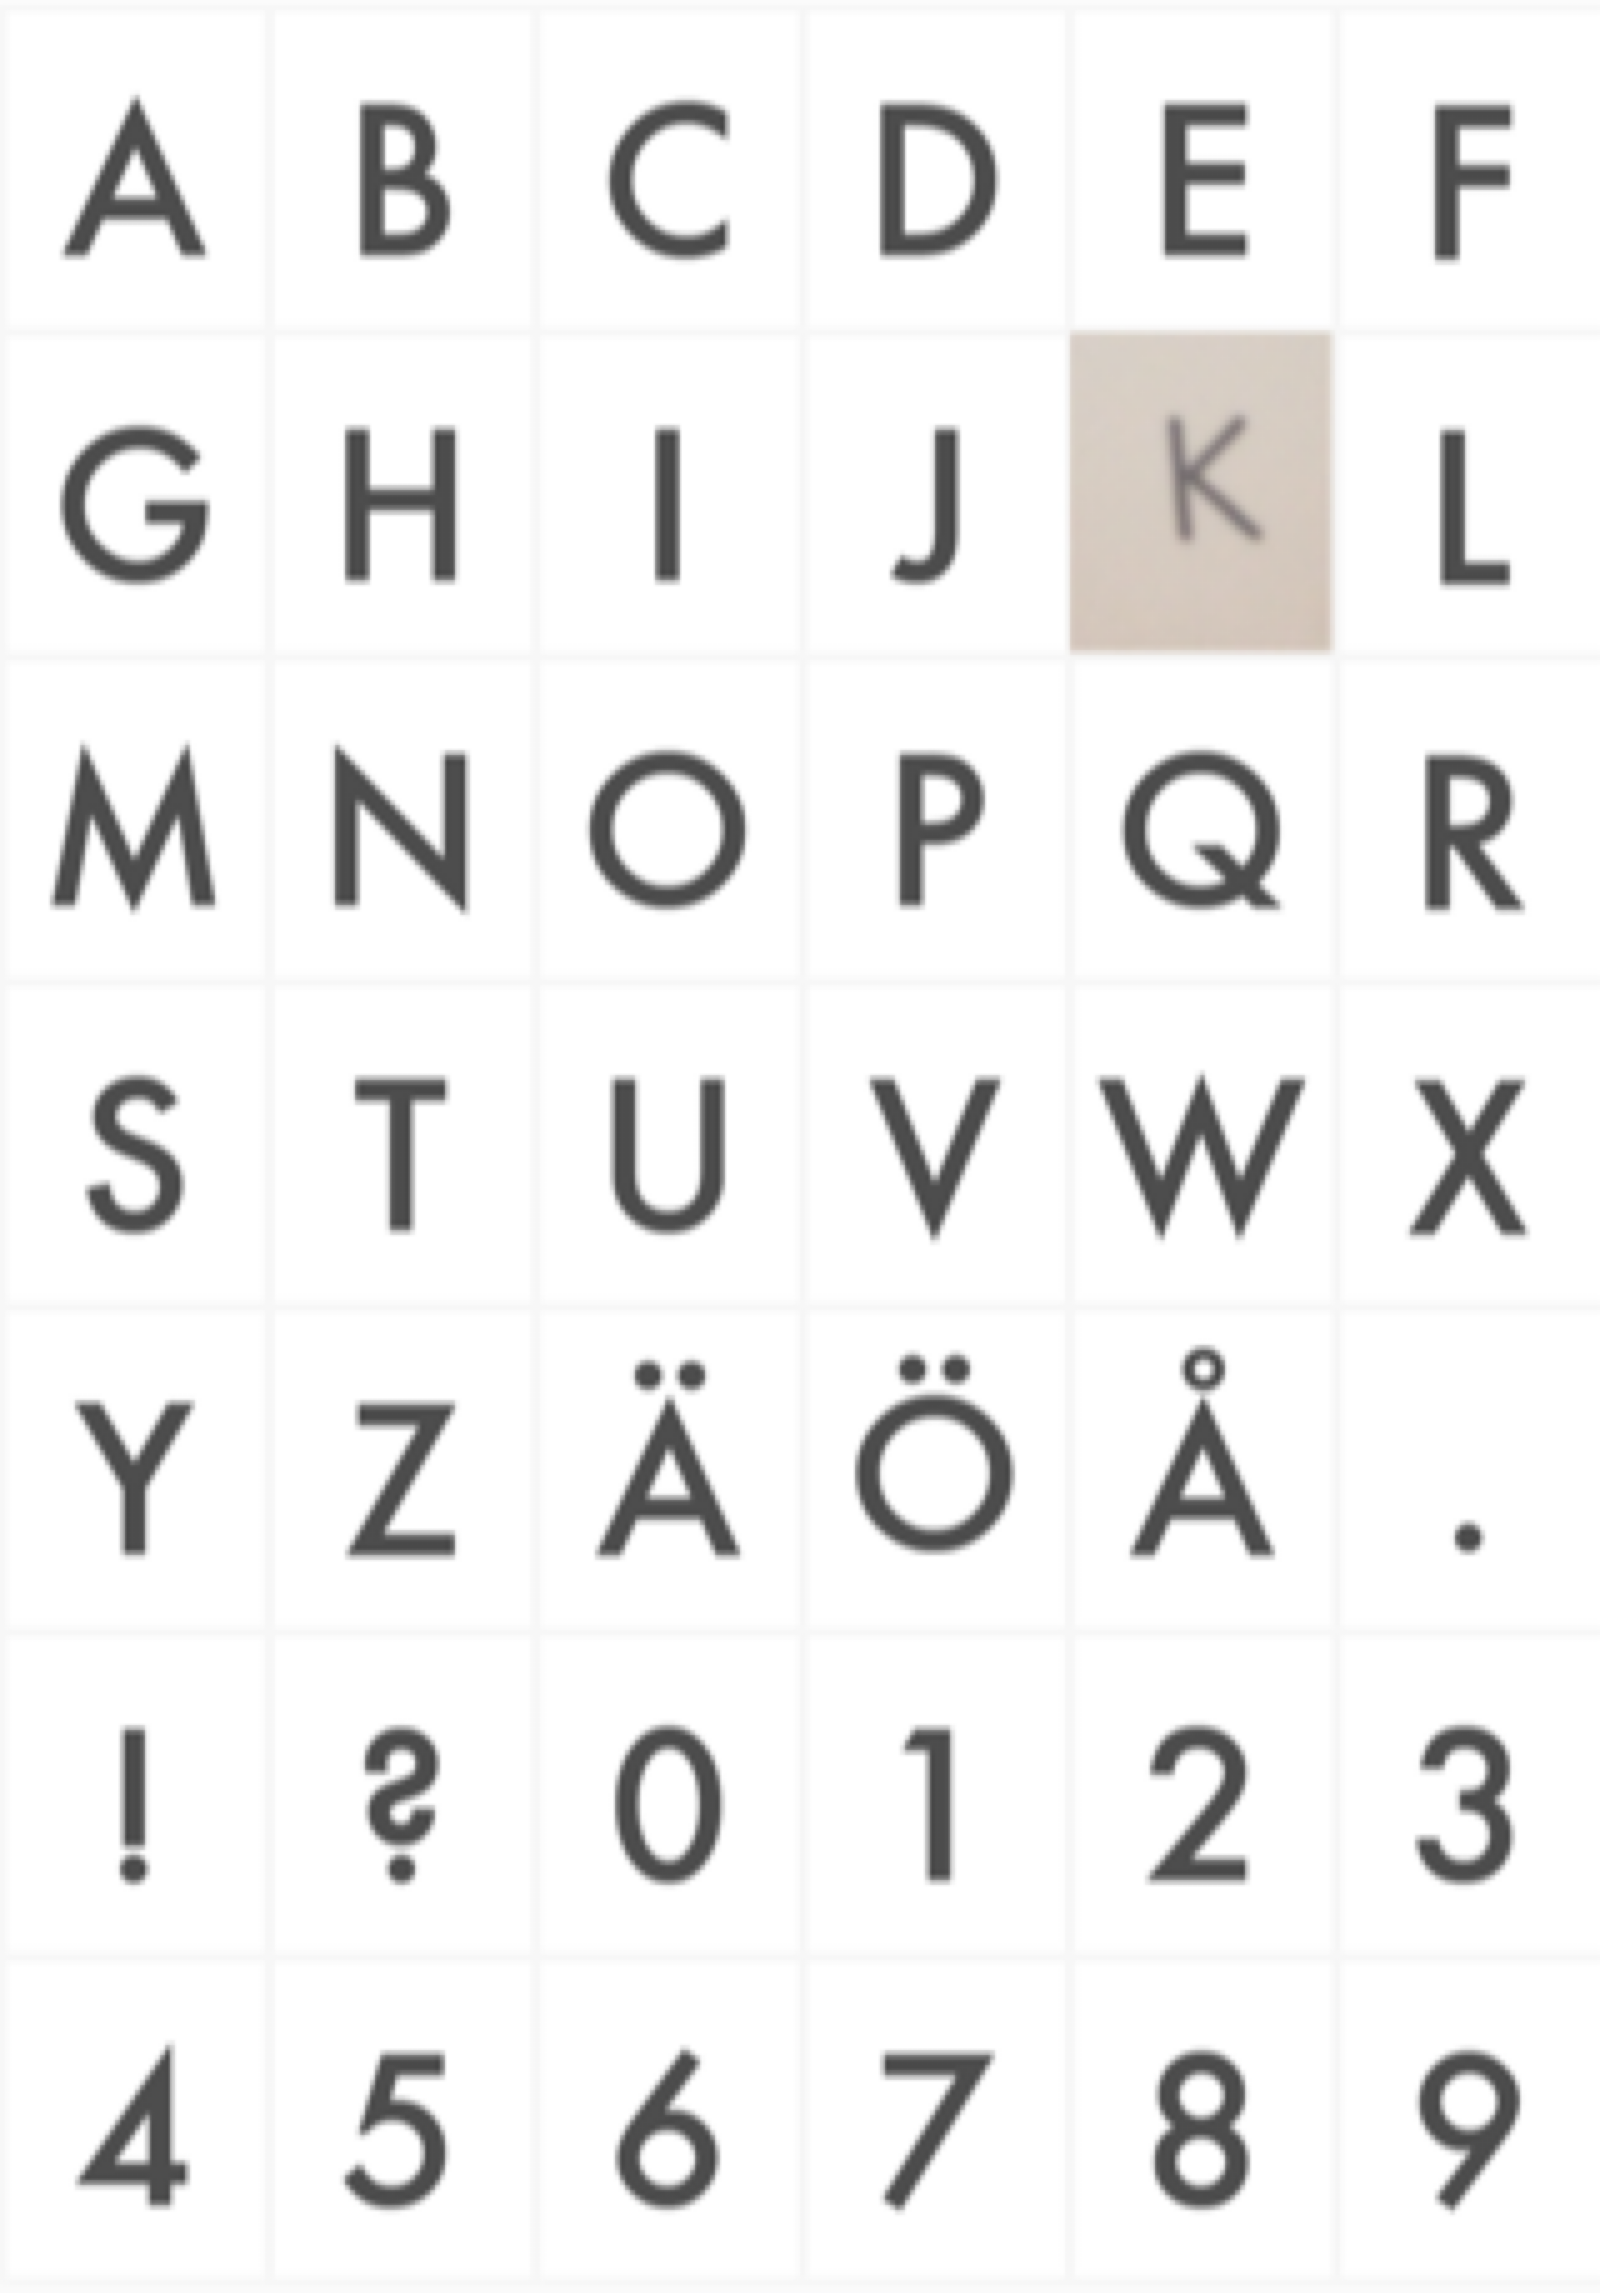 A B C D E F
G H I J K L
M N O P Q R
S T U V W X
Y Z Ä Ö Å .
! ? 0 1 2 3
4 5 6 7 8 9